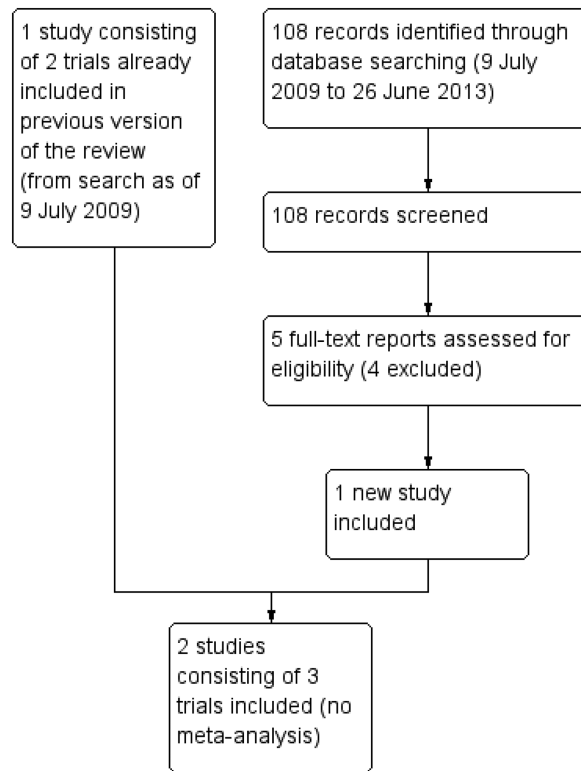 1 study consisting
of 2 trials already
included in
previous version
of the review
(from search as of
9 July 2009)
108 records identified through
database searching (9 July
2009 to 26 June 2013)
108 records screened
5 full-text reports assessed for
eligibility (4 excluded)
1 new study
included
2 studies
consisting of 3
trials included (no
meta-analysis)